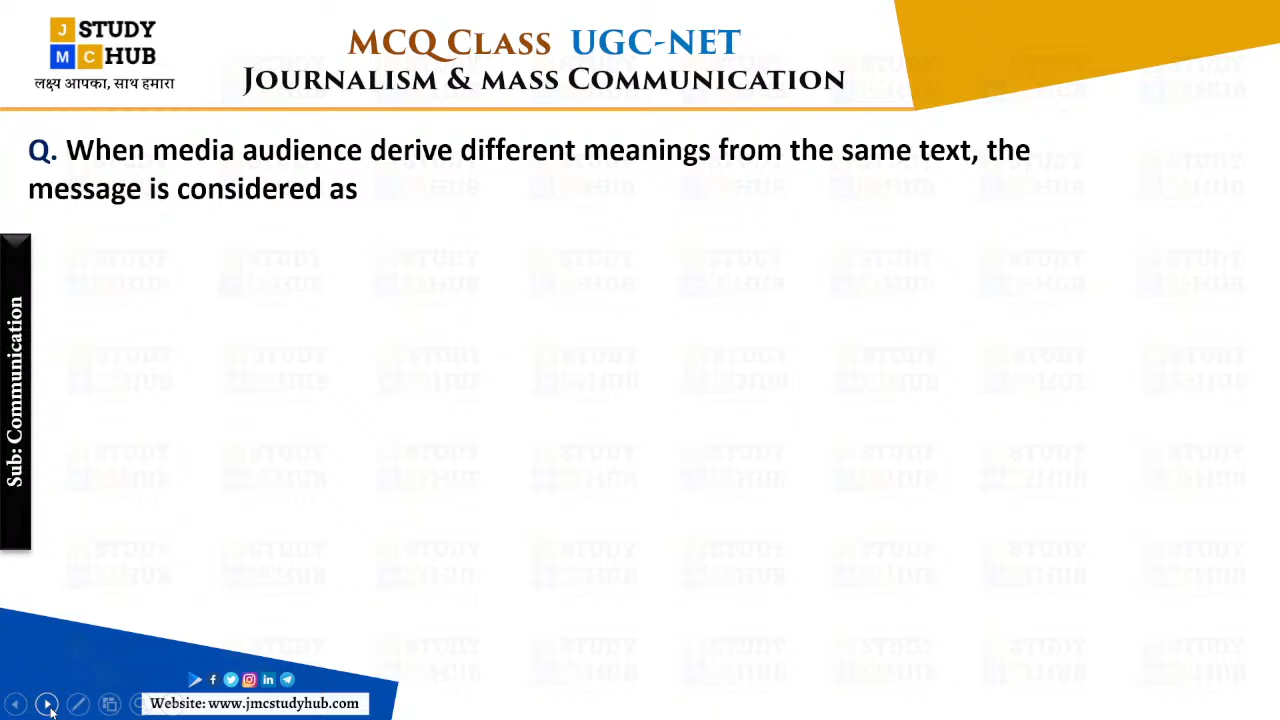 J STUDY
M C HUB
लक्ष्य आपका, साथ हमारा
MCQ Class UGC-NET
Journalism & mass Communication
Q. When media audience derive different meanings from the same text, the
message is considered as
Sub: Communication
Website: www.jmcstudyhub.com